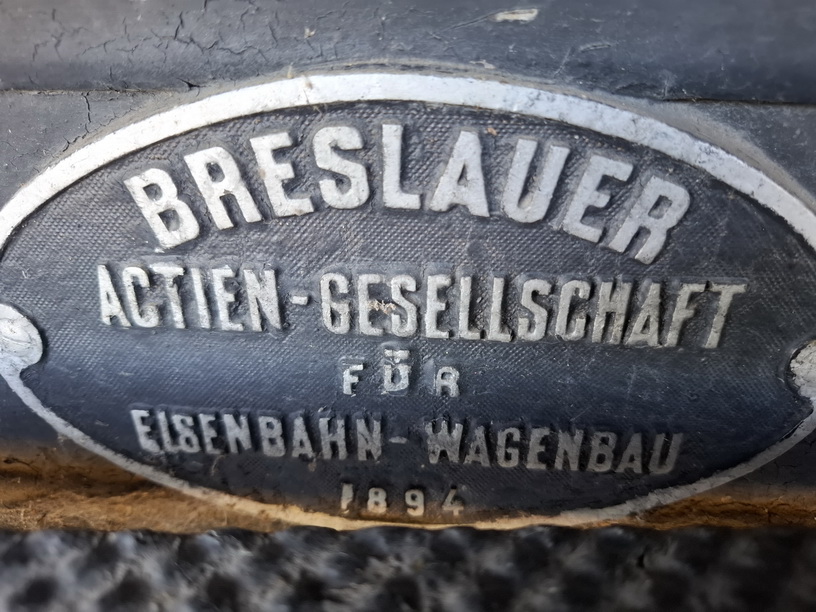 BRESLAUER
ACTIEN-GESELLSCHAFT
FÜR
EISENBAHN-WAGENBAU
1894